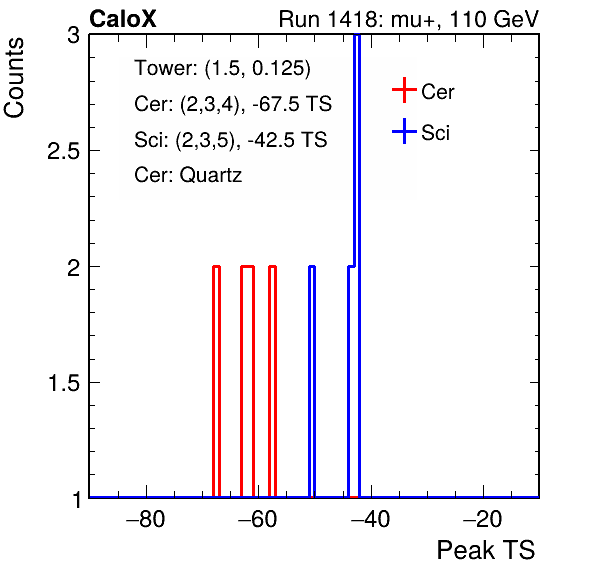 CaloX Run 1418: mu+, 110 GeV
Counts
3
2.5
2
1.5
1
Tower: (1.5, 0.125)
Cer: (2,3,4), -67.5 TS
Sci: (2,3,5), -42.5 TS
Cer: Quartz
Cer
Sci
−80 −60 −40 −20
Peak TS